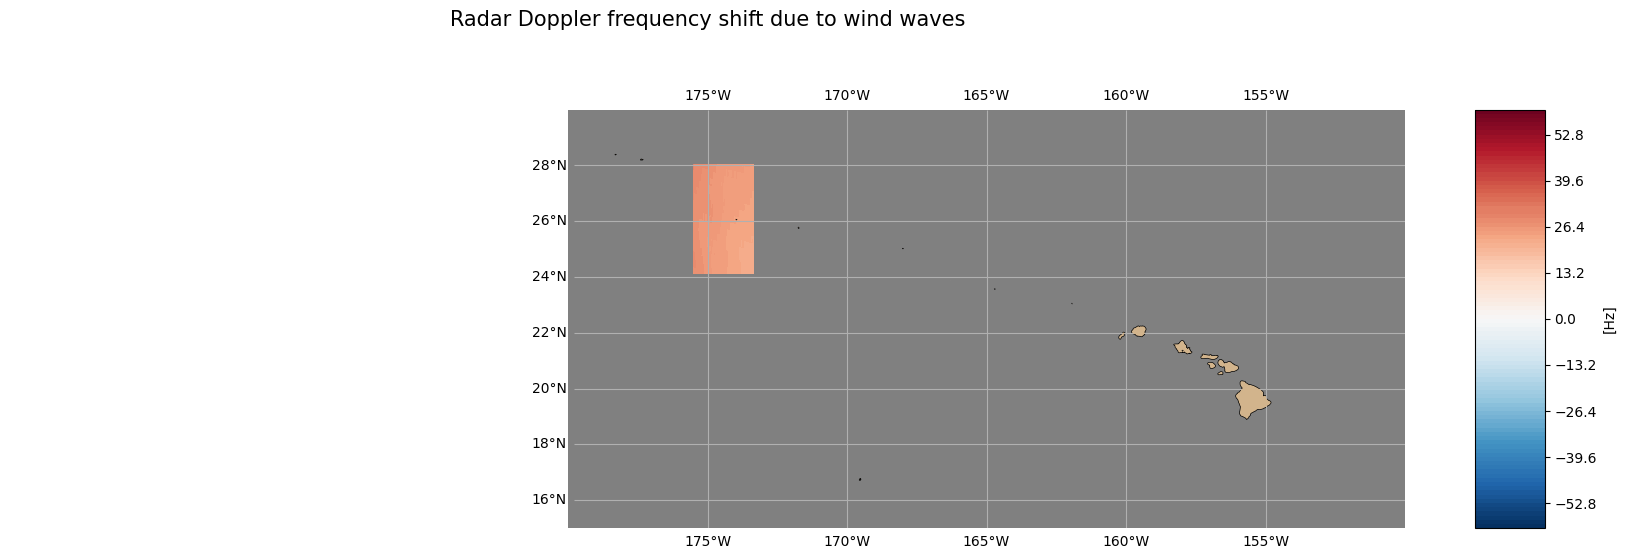 Radar Doppler frequency shift due to wind waves
175°W 170°W 165°W 160°W 155°W
28°N
26°N
24°N
22°N
20°N
18°N
16°N
175°W 170°W 165°W 160°W 155°W
52.8
39.6
26.4
13.2
0.0
−13.2
−26.4
−39.6
−52.8
[Hz]